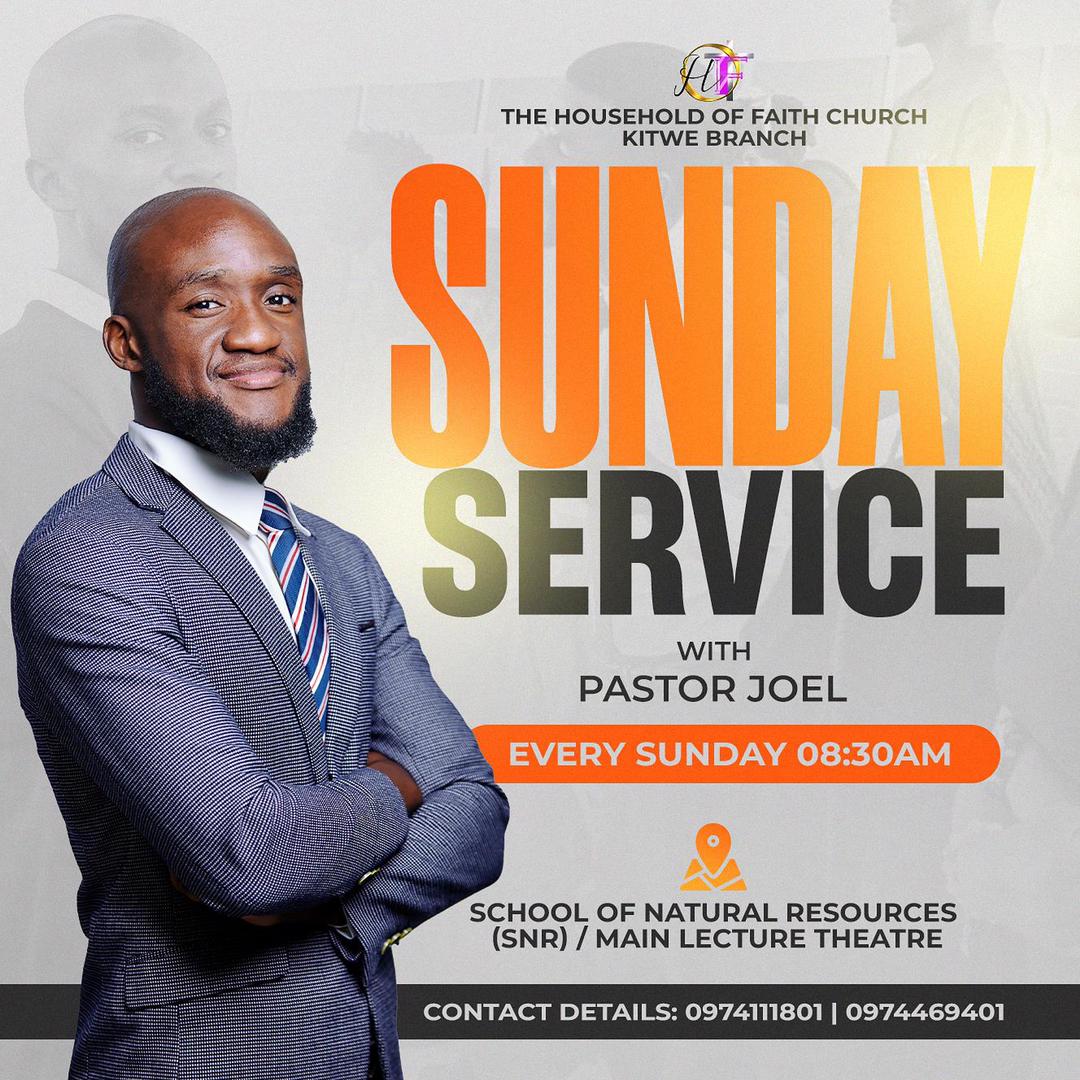 HTF
THE HOUSEHOLD OF FAITH CHURCH
KITWE BRANCH
SUNDAY
SERVICE
WITH
PASTOR JOEL
EVERY SUNDAY 08:30AM
SCHOOL OF NATURAL RESOURCES
(SNR) / MAIN LECTURE THEATRE
CONTACT DETAILS: 0974111801 | 0974469401